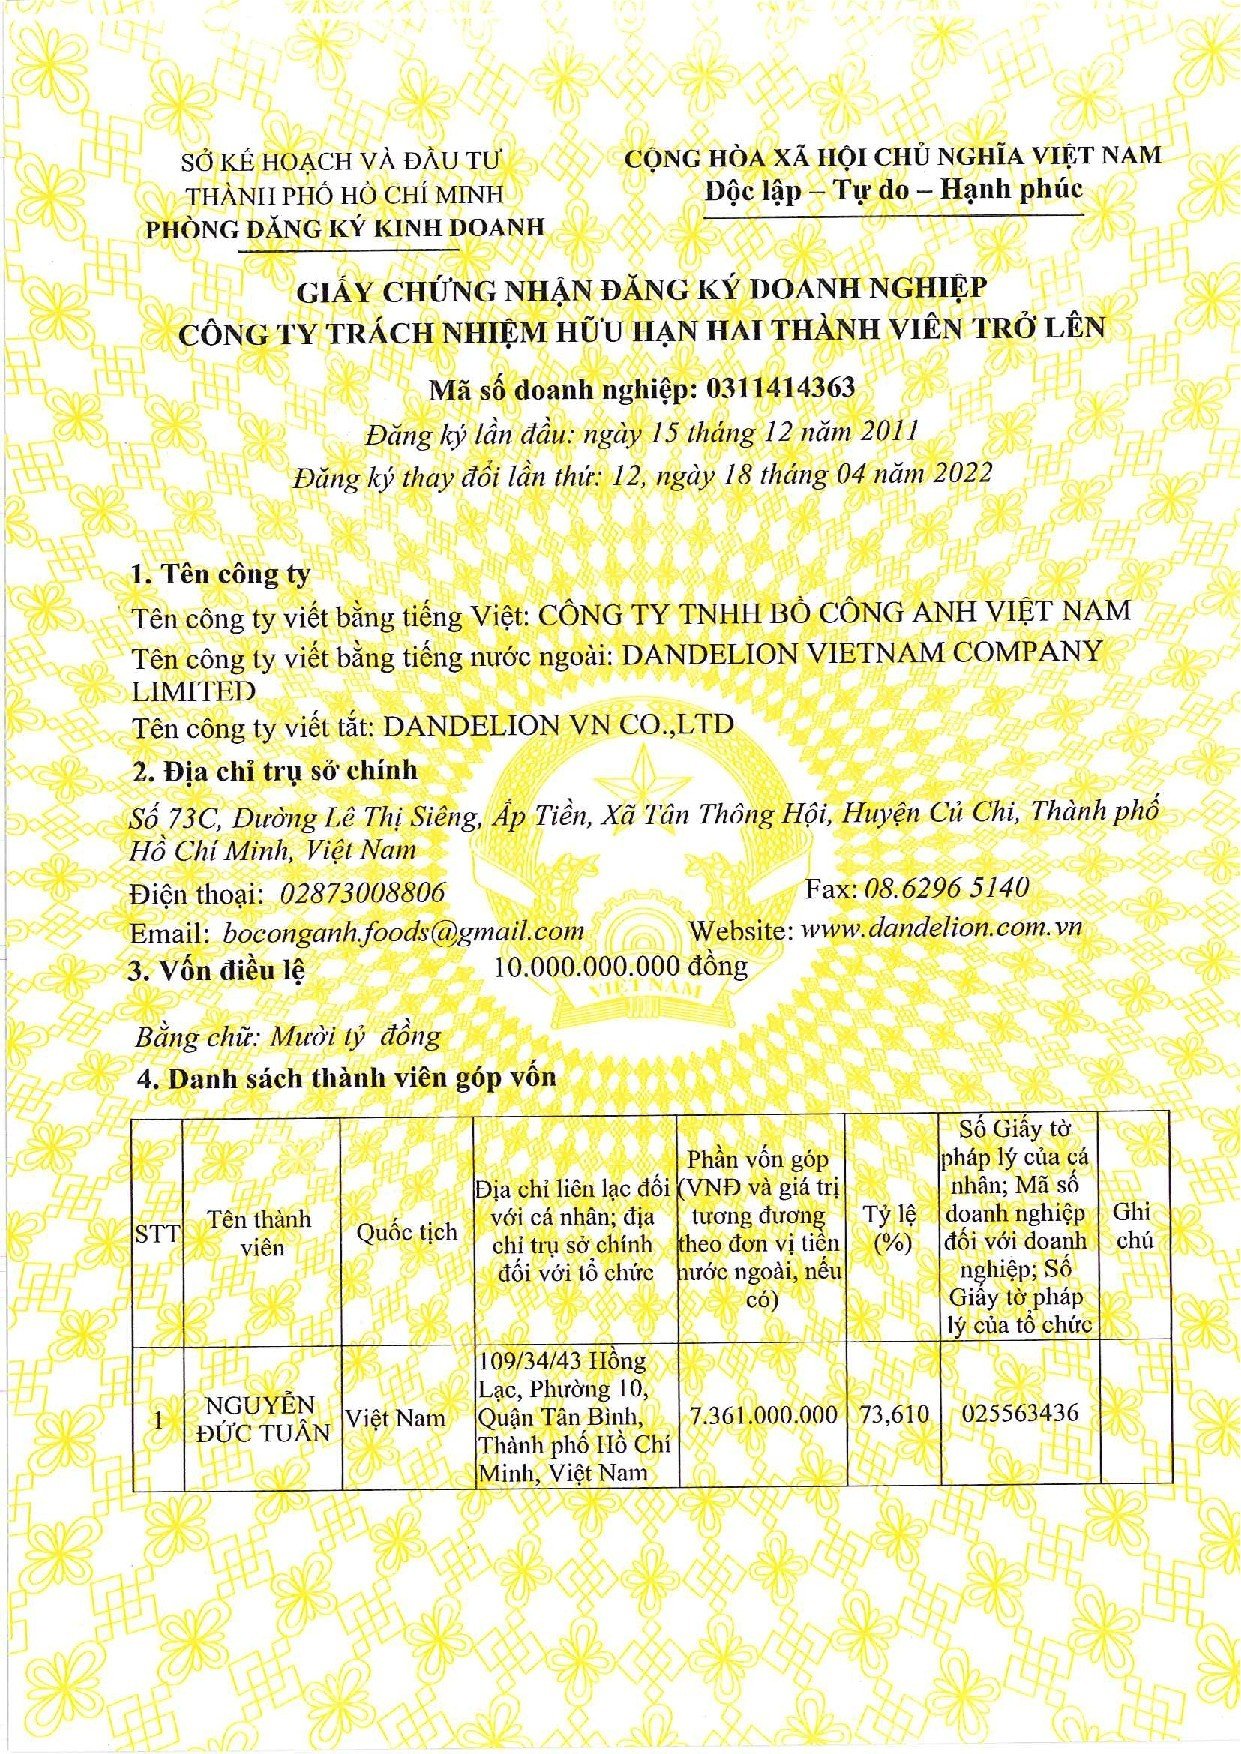 SỞ KẾ HOẠCH VÀ ĐẦU TƯ
THÀNH PHỐ HỒ CHÍ MINH
PHÒNG ĐĂNG KÝ KINH DOANH
CỘNG HÒA XÃ HỘI CHỦ NGHĨA VIỆT NAM
Độc lập – Tự do – Hạnh phúc
GIẤY CHỨNG NHẬN ĐĂNG KÝ DOANH NGHIỆP
CÔNG TY TRÁCH NHIỆM HỮU HẠN HAI THÀNH VIÊN TRỞ LÊN
Mã số doanh nghiệp: 0311414363
Đăng ký lần đầu: ngày 15 tháng 12 năm 2011
Đăng ký thay đổi lần thứ: 12, ngày 18 tháng 04 năm 2022
1. Tên công ty
Tên công ty viết bằng tiếng Việt: CÔNG TY TNHH BỒ CÔNG ANH VIỆT NAM
Tên công ty viết bằng tiếng nước ngoài: DANDELION VIETNAM COMPANY
LIMITED
Tên công ty viết tắt: DANDELION VN CO.,LTD
2. Địa chỉ trụ sở chính
Số 73C, Đường Lê Thị Siêng, Ấp Tiền, Xã Tân Thông Hội, Huyện Củ Chi, Thành phố
Hồ Chí Minh, Việt Nam
Điện thoại: 02873008806 Fax: 08.6296 5140
Email: boconganh.foods@gmail.com Website: www.dandelion.com.vn
3. Vốn điều lệ 10.000.000.000 đồng
VIỆT NAM
Bằng chữ: Mười tỷ đồng
4. Danh sách thành viên góp vốn
STT
Tên thành
viên
Quốc tịch
Địa chỉ liên lạc đối
với cá nhân; địa
chỉ trụ sở chính
đối với tổ chức
Phần vốn góp
(VNĐ và giá trị
tương đương
theo đơn vị tiền
nước ngoài, nếu
có)
Tỷ lệ
(%)
Số Giấy tờ
pháp lý của cá
nhân; Mã số
doanh nghiệp
đối với doanh
nghiệp; Số
Giấy tờ pháp
lý của tổ chức
Ghi
chú
1
NGUYỄN
ĐỨC TUÂN
Việt Nam
109/34/43 Hồng
Lạc, Phường 10,
Quận Tân Bình,
Thành phố Hồ Chí
Minh, Việt Nam
7.361.000.000
73,610
025563436